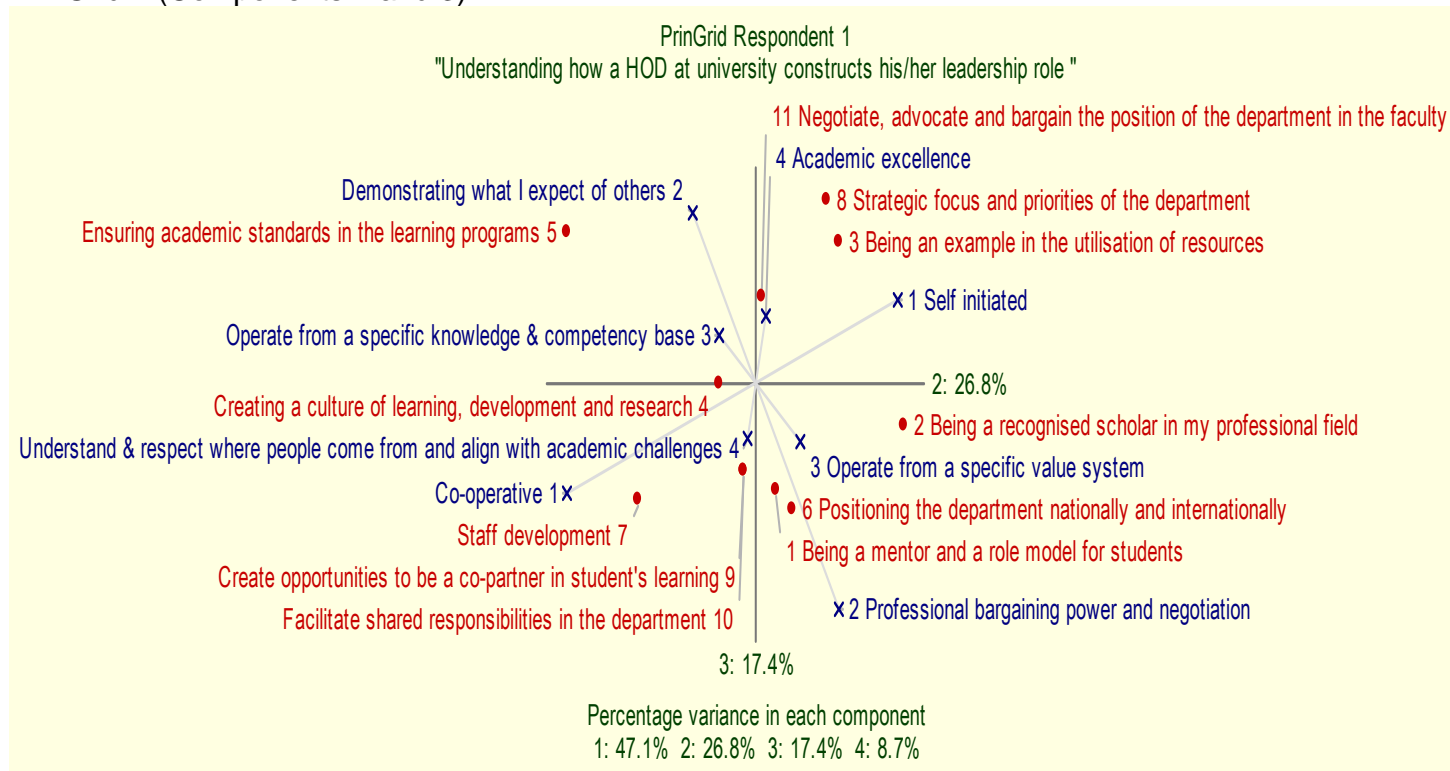 PrinGrid Respondent 1
"Understanding how a HOD at university constructs his/her leadership role "
11 Negotiate, advocate and bargain the position of the department in the faculty
4 Academic excellence
Demonstrating what I expect of others 2
8 Strategic focus and priorities of the department
Ensuring academic standards in the learning programs 5
3 Being an example in the utilisation of resources
1 Self initiated
Operate from a specific knowledge & competency base 3
2: 26.8%
Creating a culture of learning, development and research 4
2 Being a recognised scholar in my professional field
Understand & respect where people come from and align with academic challenges 4
3 Operate from a specific value system
Co-operative 1
6 Positioning the department nationally and internationally
Staff development 7
1 Being a mentor and a role model for students
Create opportunities to be a co-partner in student's learning 9
2 Professional bargaining power and negotiation
Facilitate shared responsibilities in the department 10
3: 17.4%
Percentage variance in each component
1: 47.1% 2: 26.8% 3: 17.4% 4: 8.7%